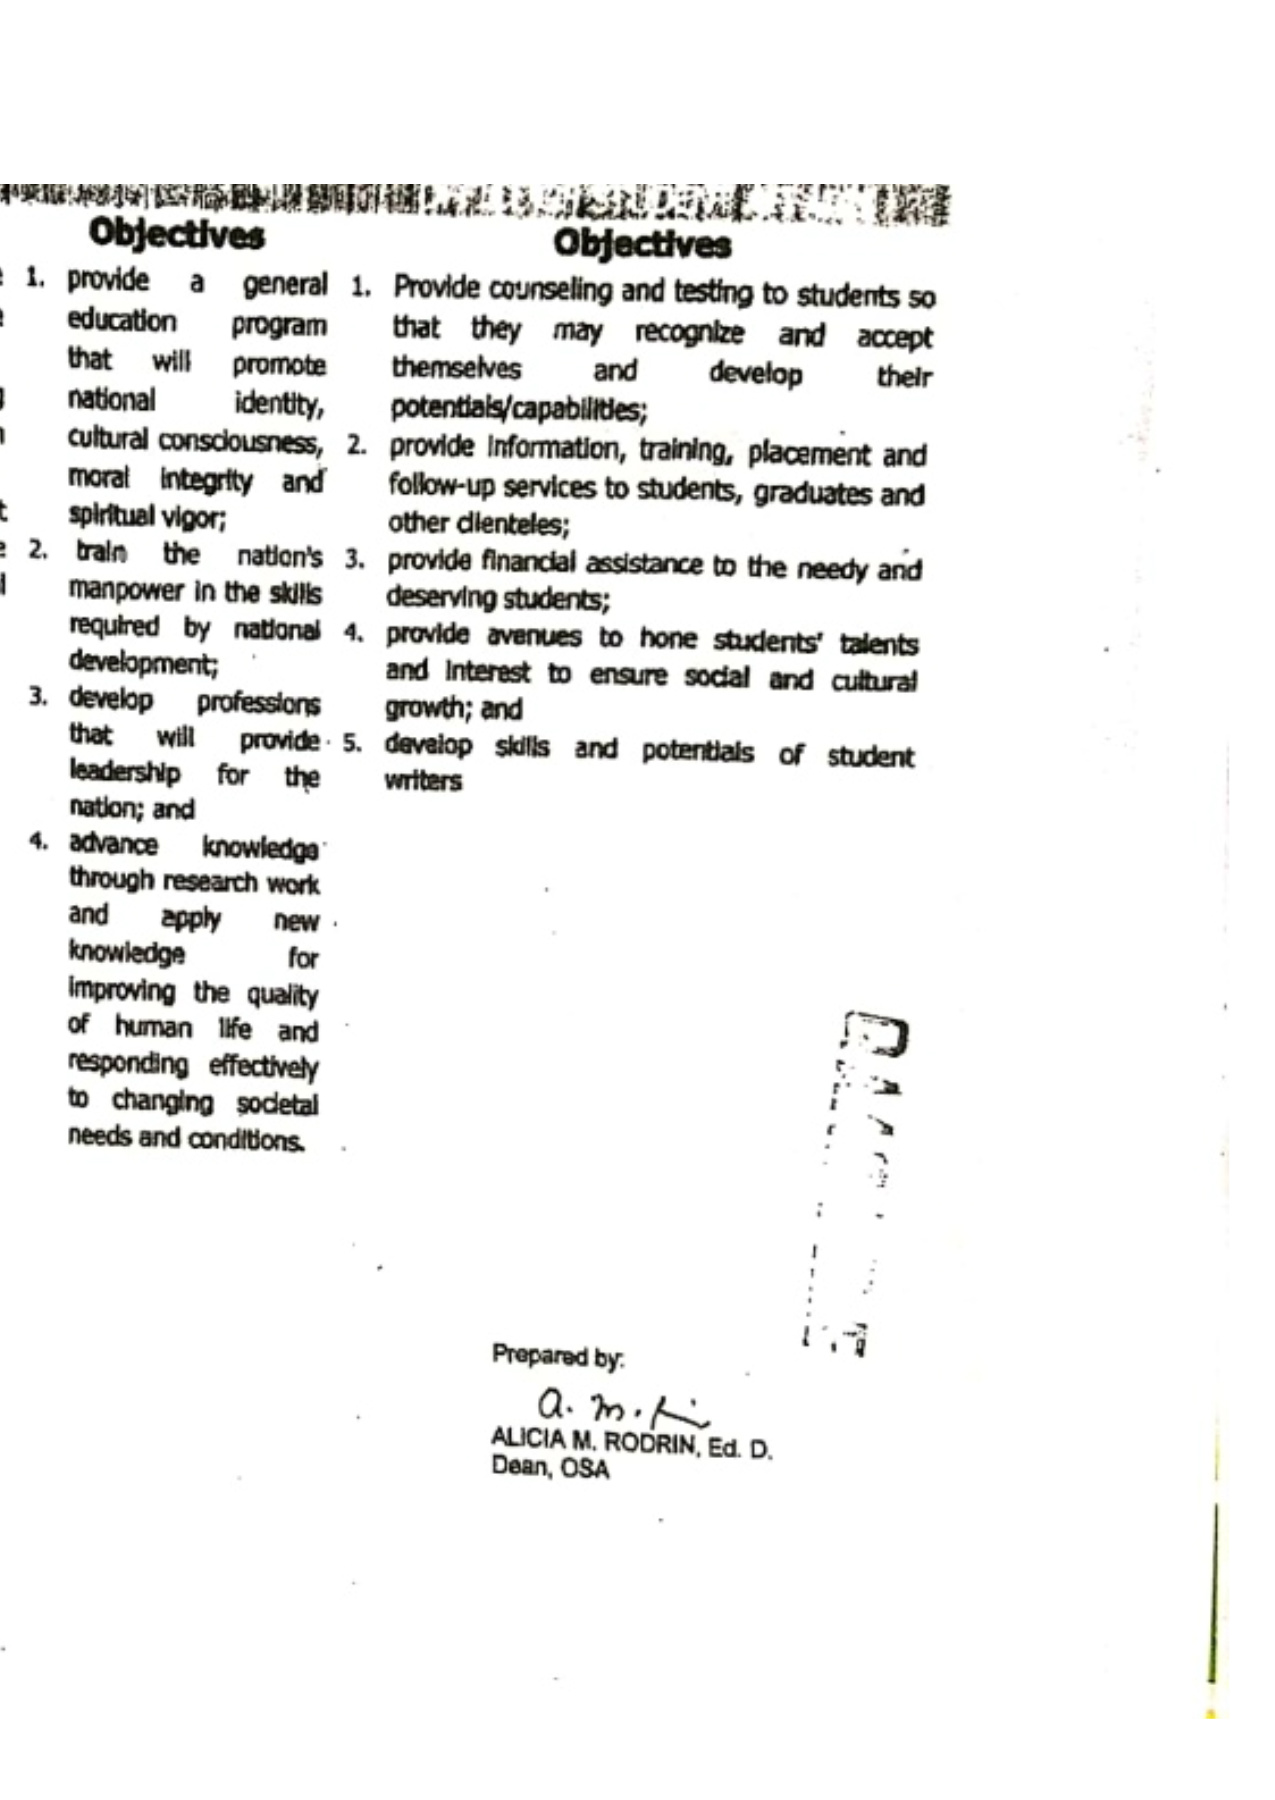 OFFICE OF STUDENT AFFAIRS
Objectives
1. provide a general
education program
that will promote
national identity,
cultural consciousness,
moral integrity and
spiritual vigor;
2. train the nation's
manpower in the skills
required by national
development;
3. develop professions
that will provide
leadership for the
nation; and
4. advance knowledge
through research work
and apply new
knowledge for
improving the quality
of human life and
responding effectively
to changing societal
needs and conditions.
Objectives
1. Provide counseling and testing to students so
that they may recognize and accept
themselves and develop their
potentials/capabilities;
2. provide information, training, placement and
follow-up services to students, graduates and
other clienteles;
3. provide financial assistance to the needy and
deserving students;
4. provide avenues to hone students' talents
and interest to ensure social and cultural
growth; and
5. develop skills and potentials of student
writers
Prepared by:
ALICIA M. RODRIN, Ed. D.
Dean, OSA